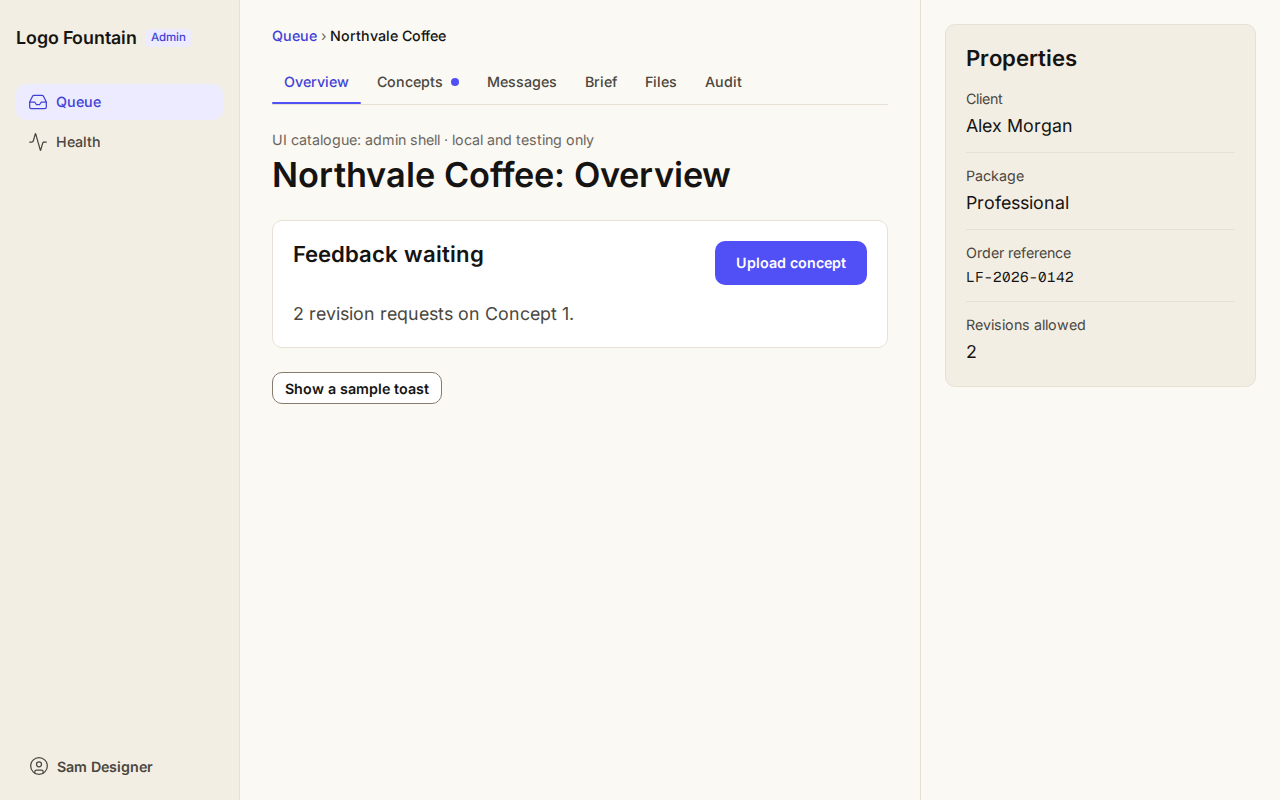 Logo Fountain Admin
Queue
Health
Sam Designer
Queue › Northvale Coffee
Overview Concepts Messages Brief Files Audit
UI catalogue: admin shell · local and testing only
Northvale Coffee: Overview
Feedback waiting
Upload concept
2 revision requests on Concept 1.
Show a sample toast
Properties
Client
Alex Morgan
Package
Professional
Order reference
LF-2026-0142
Revisions allowed
2